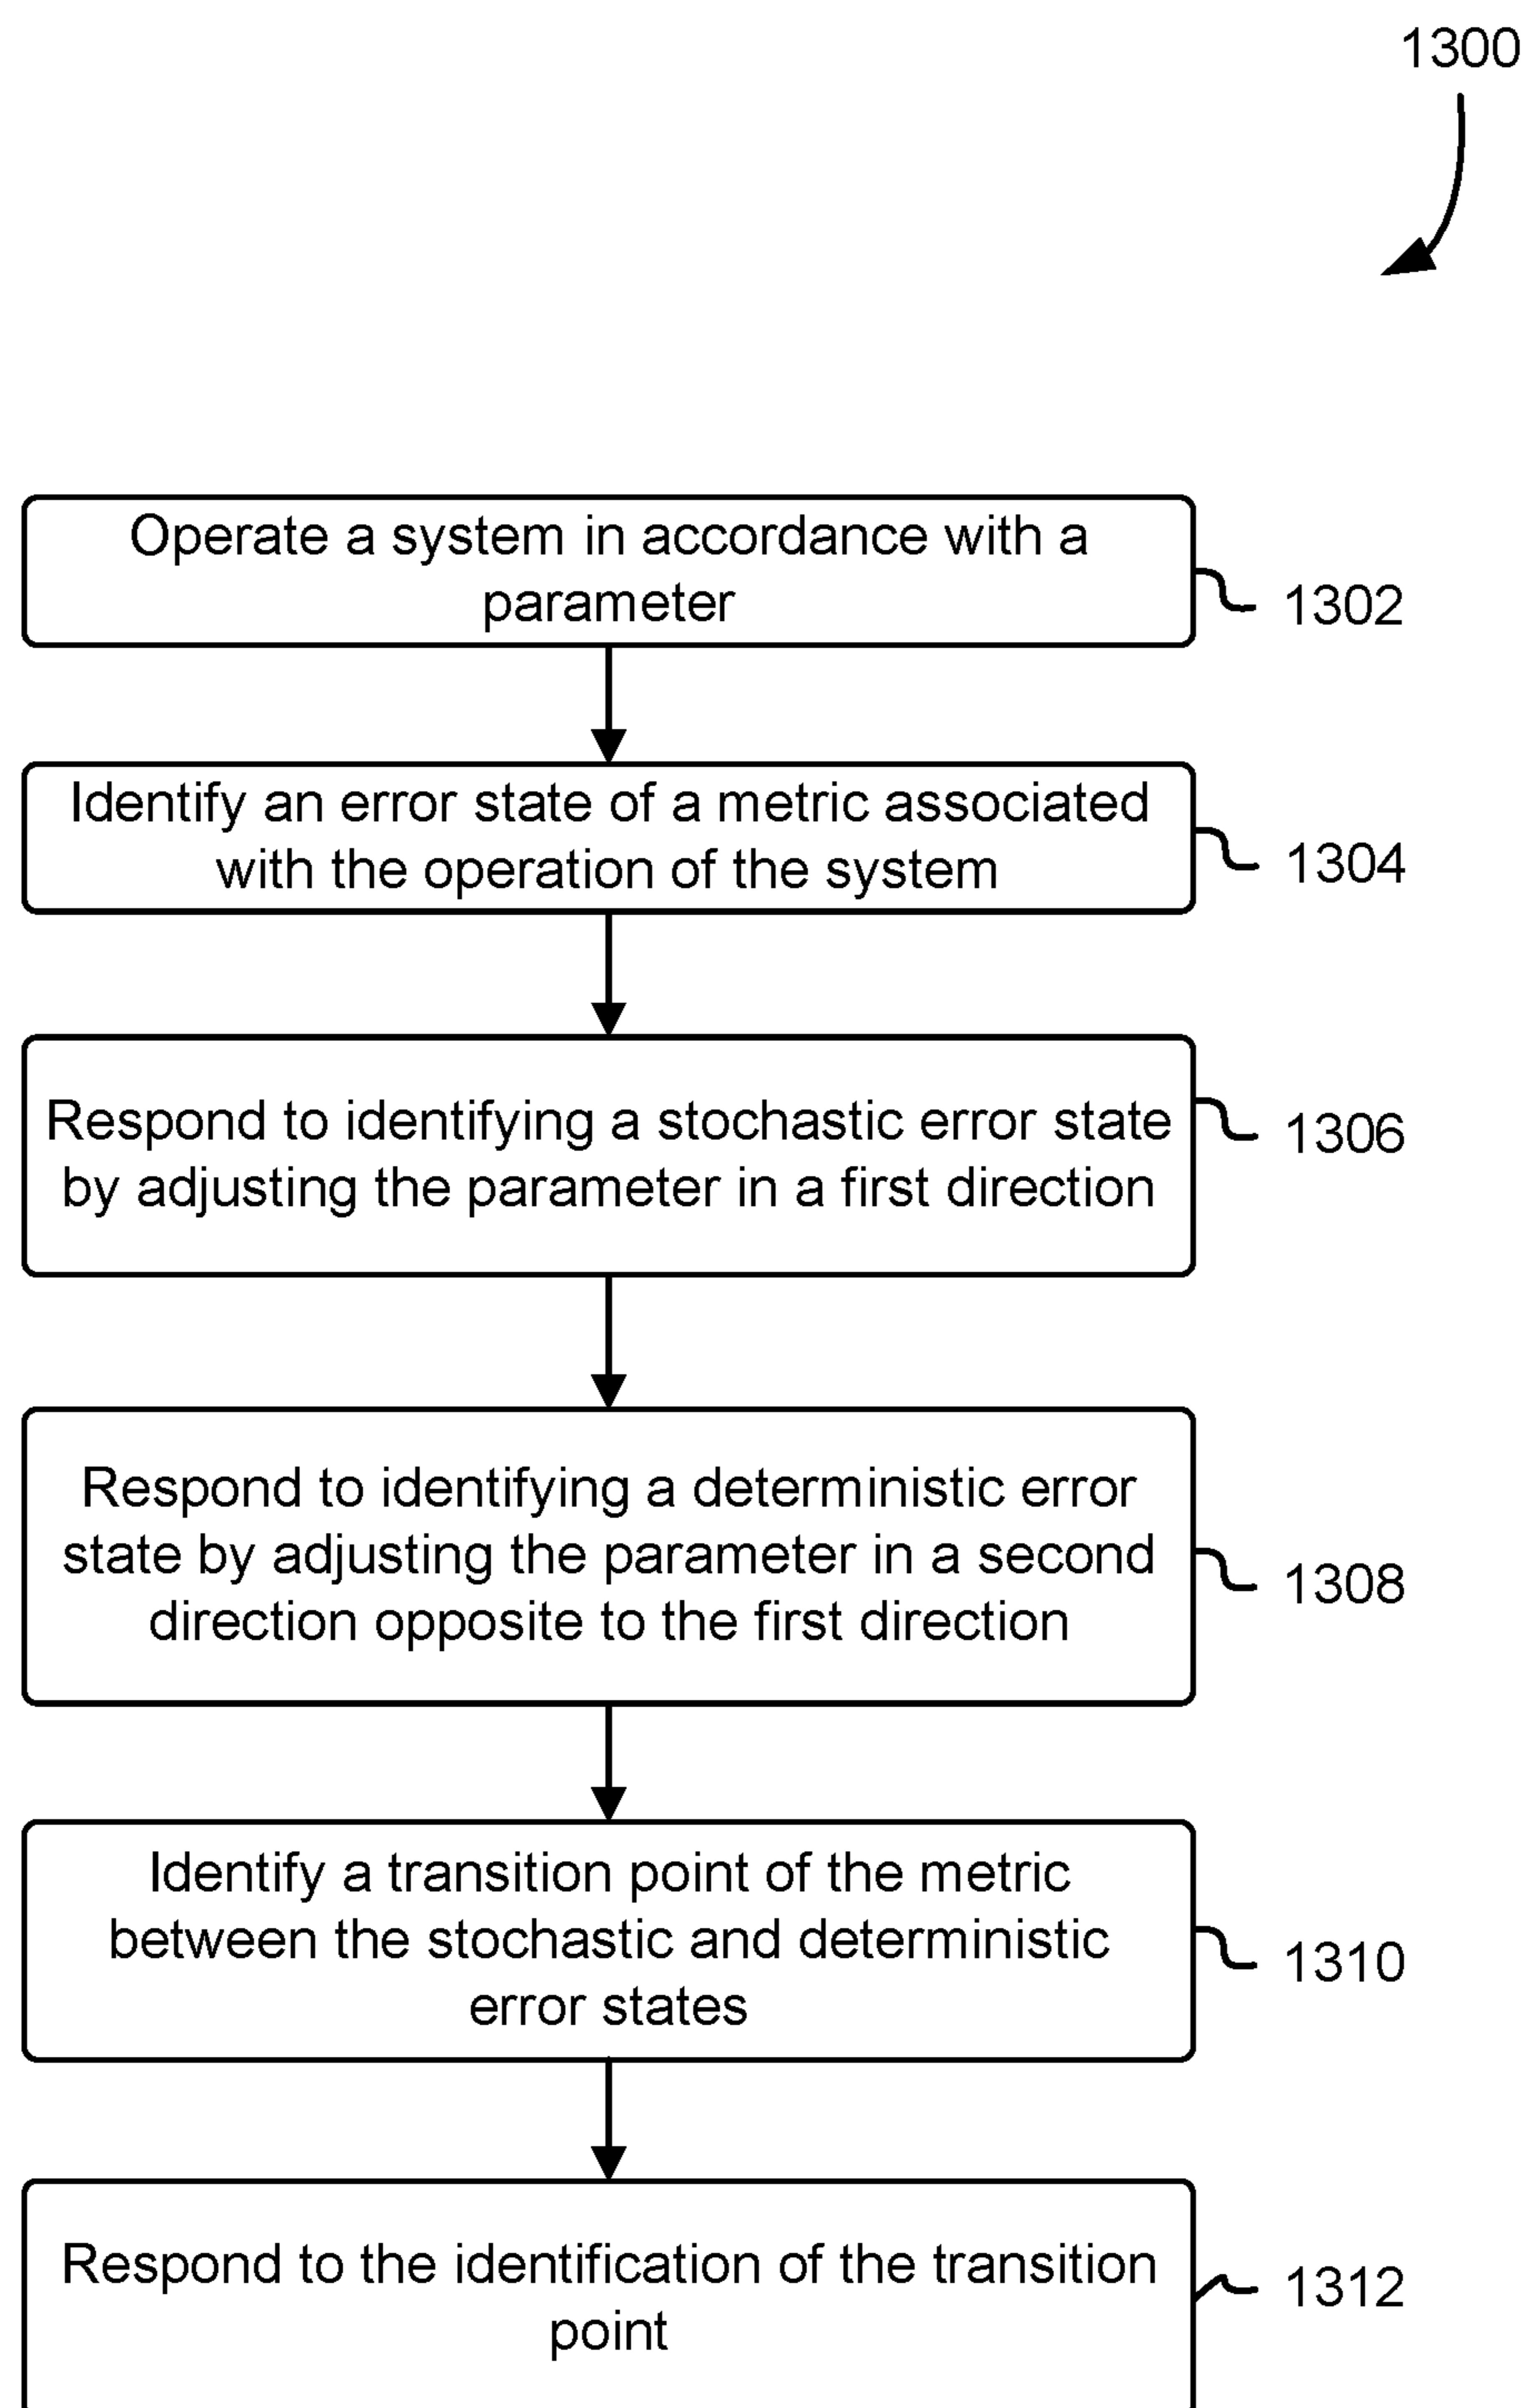 1300
Operate a system in accordance with a
parameter
1302
Identify an error state of a metric associated
with the operation of the system
1304
Respond to identifying a stochastic error state
by adjusting the parameter in a first direction
1306
Respond to identifying a deterministic error
state by adjusting the parameter in a second
direction opposite to the first direction
1308
Identify a transition point of the metric
between the stochastic and deterministic
error states
1310
Respond to the identification of the transition
point
1312